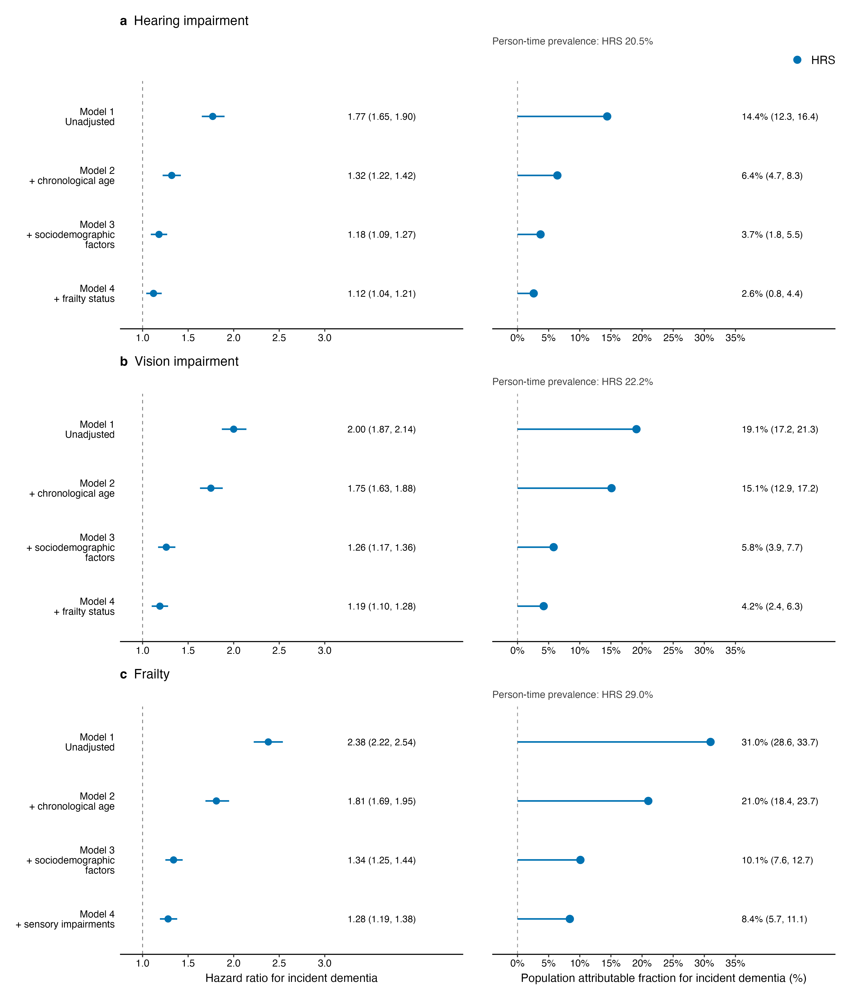 a Hearing impairment
Person-time prevalence: HRS 20.5%
HRS
Model 1
Unadjusted
1.77 (1.65, 1.90)
14.4% (12.3, 16.4)
Model 2
+ chronological age
1.32 (1.22, 1.42)
6.4% (4.7, 8.3)
Model 3
+ sociodemographic
factors
1.18 (1.09, 1.27)
3.7% (1.8, 5.5)
Model 4
+ frailty status
1.12 (1.04, 1.21)
2.6% (0.8, 4.4)
1.0 1.5 2.0 2.5 3.0
0% 5% 10% 15% 20% 25% 30% 35%
b Vision impairment
Person-time prevalence: HRS 22.2%
Model 1
Unadjusted
2.00 (1.87, 2.14)
19.1% (17.2, 21.3)
Model 2
+ chronological age
1.75 (1.63, 1.88)
15.1% (12.9, 17.2)
Model 3
+ sociodemographic
factors
1.26 (1.17, 1.36)
5.8% (3.9, 7.7)
Model 4
+ frailty status
1.19 (1.10, 1.28)
4.2% (2.4, 6.3)
1.0 1.5 2.0 2.5 3.0
0% 5% 10% 15% 20% 25% 30% 35%
c Frailty
Person-time prevalence: HRS 29.0%
Model 1
Unadjusted
2.38 (2.22, 2.54)
31.0% (28.6, 33.7)
Model 2
+ chronological age
1.81 (1.69, 1.95)
21.0% (18.4, 23.7)
Model 3
+ sociodemographic
factors
1.34 (1.25, 1.44)
10.1% (7.6, 12.7)
Model 4
+ sensory impairments
1.28 (1.19, 1.38)
8.4% (5.7, 11.1)
1.0 1.5 2.0 2.5 3.0
0% 5% 10% 15% 20% 25% 30% 35%
Hazard ratio for incident dementia
Population attributable fraction for incident dementia (%)